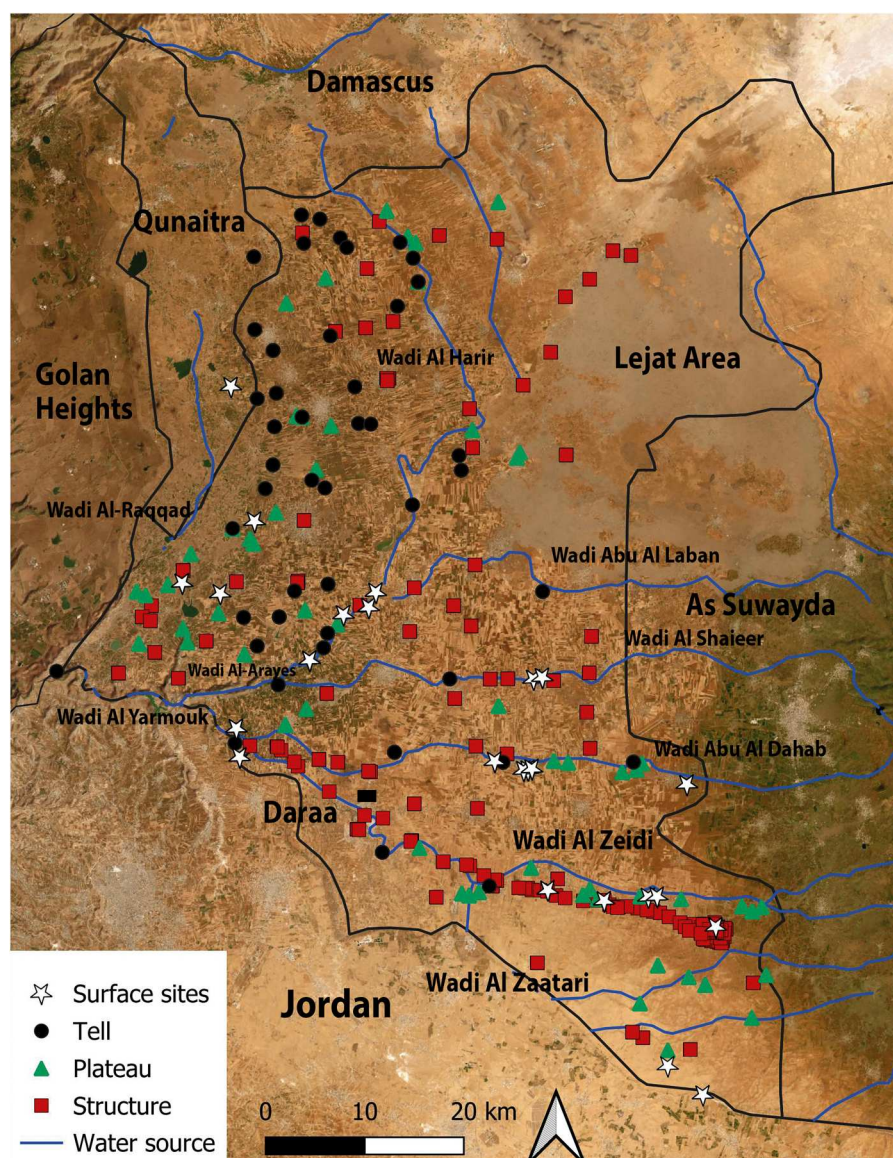 Damascus
Qunaitra
Wadi Al Harir
Lejat Area
Golan
Heights
Wadi Al-Raqqad
Wadi Abu Al Laban
As Suwayda
Wadi Al Shaieer
Wadi Al-Arayes
Wadi Al Yarmouk
Wadi Abu Al Dahab
Daraa
Wadi Al Zeidi
Wadi Al Zaatari
Jordan
Surface sites
Tell
Plateau
Structure
Water source
0 10 20 km